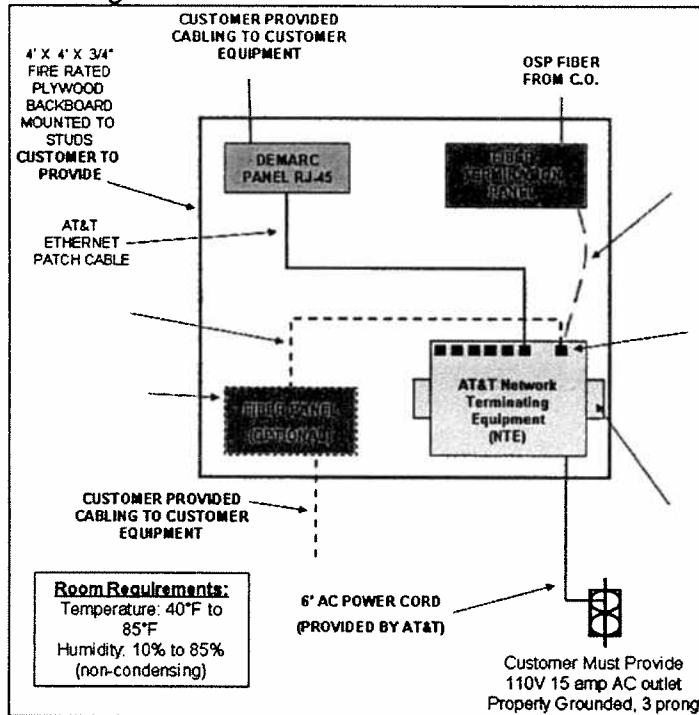 CUSTOMER PROVIDED
CABLING TO CUSTOMER
EQUIPMENT
4' X 4' X 3/4"
FIRE RATED
PLYWOOD
BACKBOARD
MOUNTED TO
STUDS
CUSTOMER TO
PROVIDE
OSP FIBER
FROM C.O.
DEMARC
PANEL RJ-45
FIBER
TERMINATION
PANEL
AT&T
ETHERNET
PATCH CABLE
AT&T Network
Terminating
Equipment
(NTE)
FIBER PANEL
(OPTIONAL)
CUSTOMER PROVIDED
CABLING TO CUSTOMER
EQUIPMENT
Room Requirements:
Temperature: 40°F to
85°F
Humidity: 10% to 85%
(non-condensing)
6' AC POWER CORD
(PROVIDED BY AT&T)
Customer Must Provide
110V 15 amp AC outlet
Properly Grounded, 3 prong